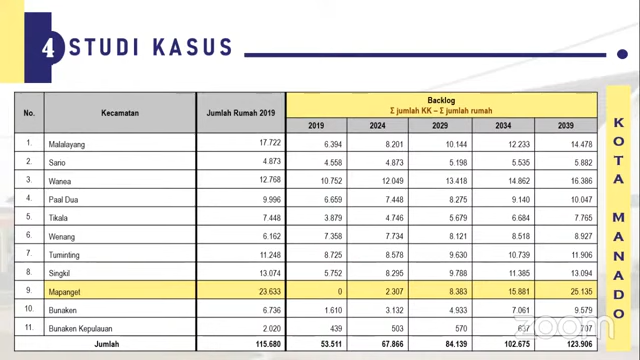 4 STUDI KASUS
No. Kecamatan Jumlah Rumah 2019 Backlog
Σ jumlah KK – Σ jumlah rumah
2019 2024 2029 2034 2039
1. Malalayang 17.722 6.394 8.201 10.144 12.233 14.478
2. Sario 4.873 4.558 4.873 5.198 5.535 5.882
3. Wanea 12.768 10.752 12.049 13.418 14.862 16.386
4. Paal Dua 9.996 6.659 7.448 8.275 9.140 10.047
5. Tikala 7.448 3.879 4.746 5.679 6.684 7.765
6. Wenang 6.162 7.358 7.734 8.121 8.518 8.927
7. Tuminting 11.248 8.725 8.578 9.630 10.739 11.906
8. Singkil 13.074 5.752 8.295 9.788 11.385 13.094
9. Mapanget 23.633 0 2.307 8.383 15.881 25.135
10. Bunaken 6.736 1.610 3.132 4.933 7.061 9.579
11. Bunaken Kepulauan 2.020 439 503 570 637 707
Jumlah 115.680 53.511 67.866 84.139 102.675 123.906
KOTA MANADO
zoom